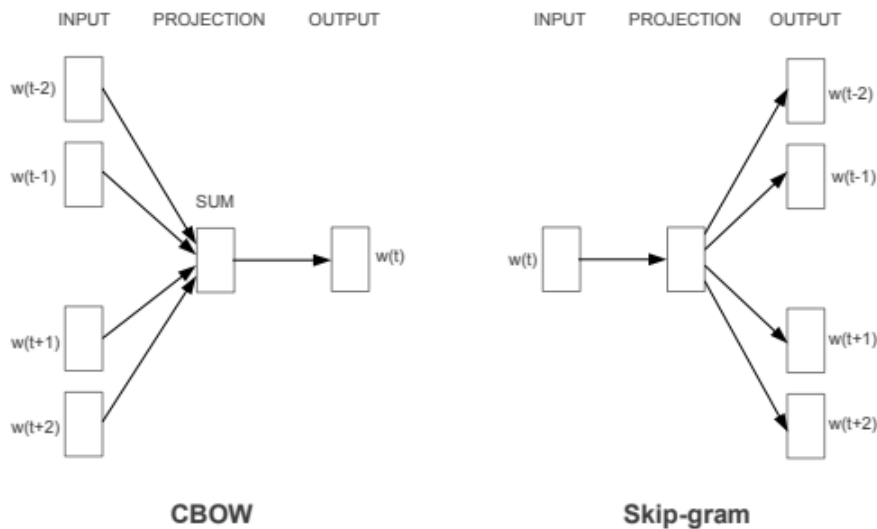 INPUT PROJECTION OUTPUT
w(t-2)
w(t-1)
SUM
w(t)
w(t+1)
w(t+2)
CBOW
INPUT PROJECTION OUTPUT
w(t-2)
w(t-1)
w(t)
w(t+1)
w(t+2)
Skip-gram